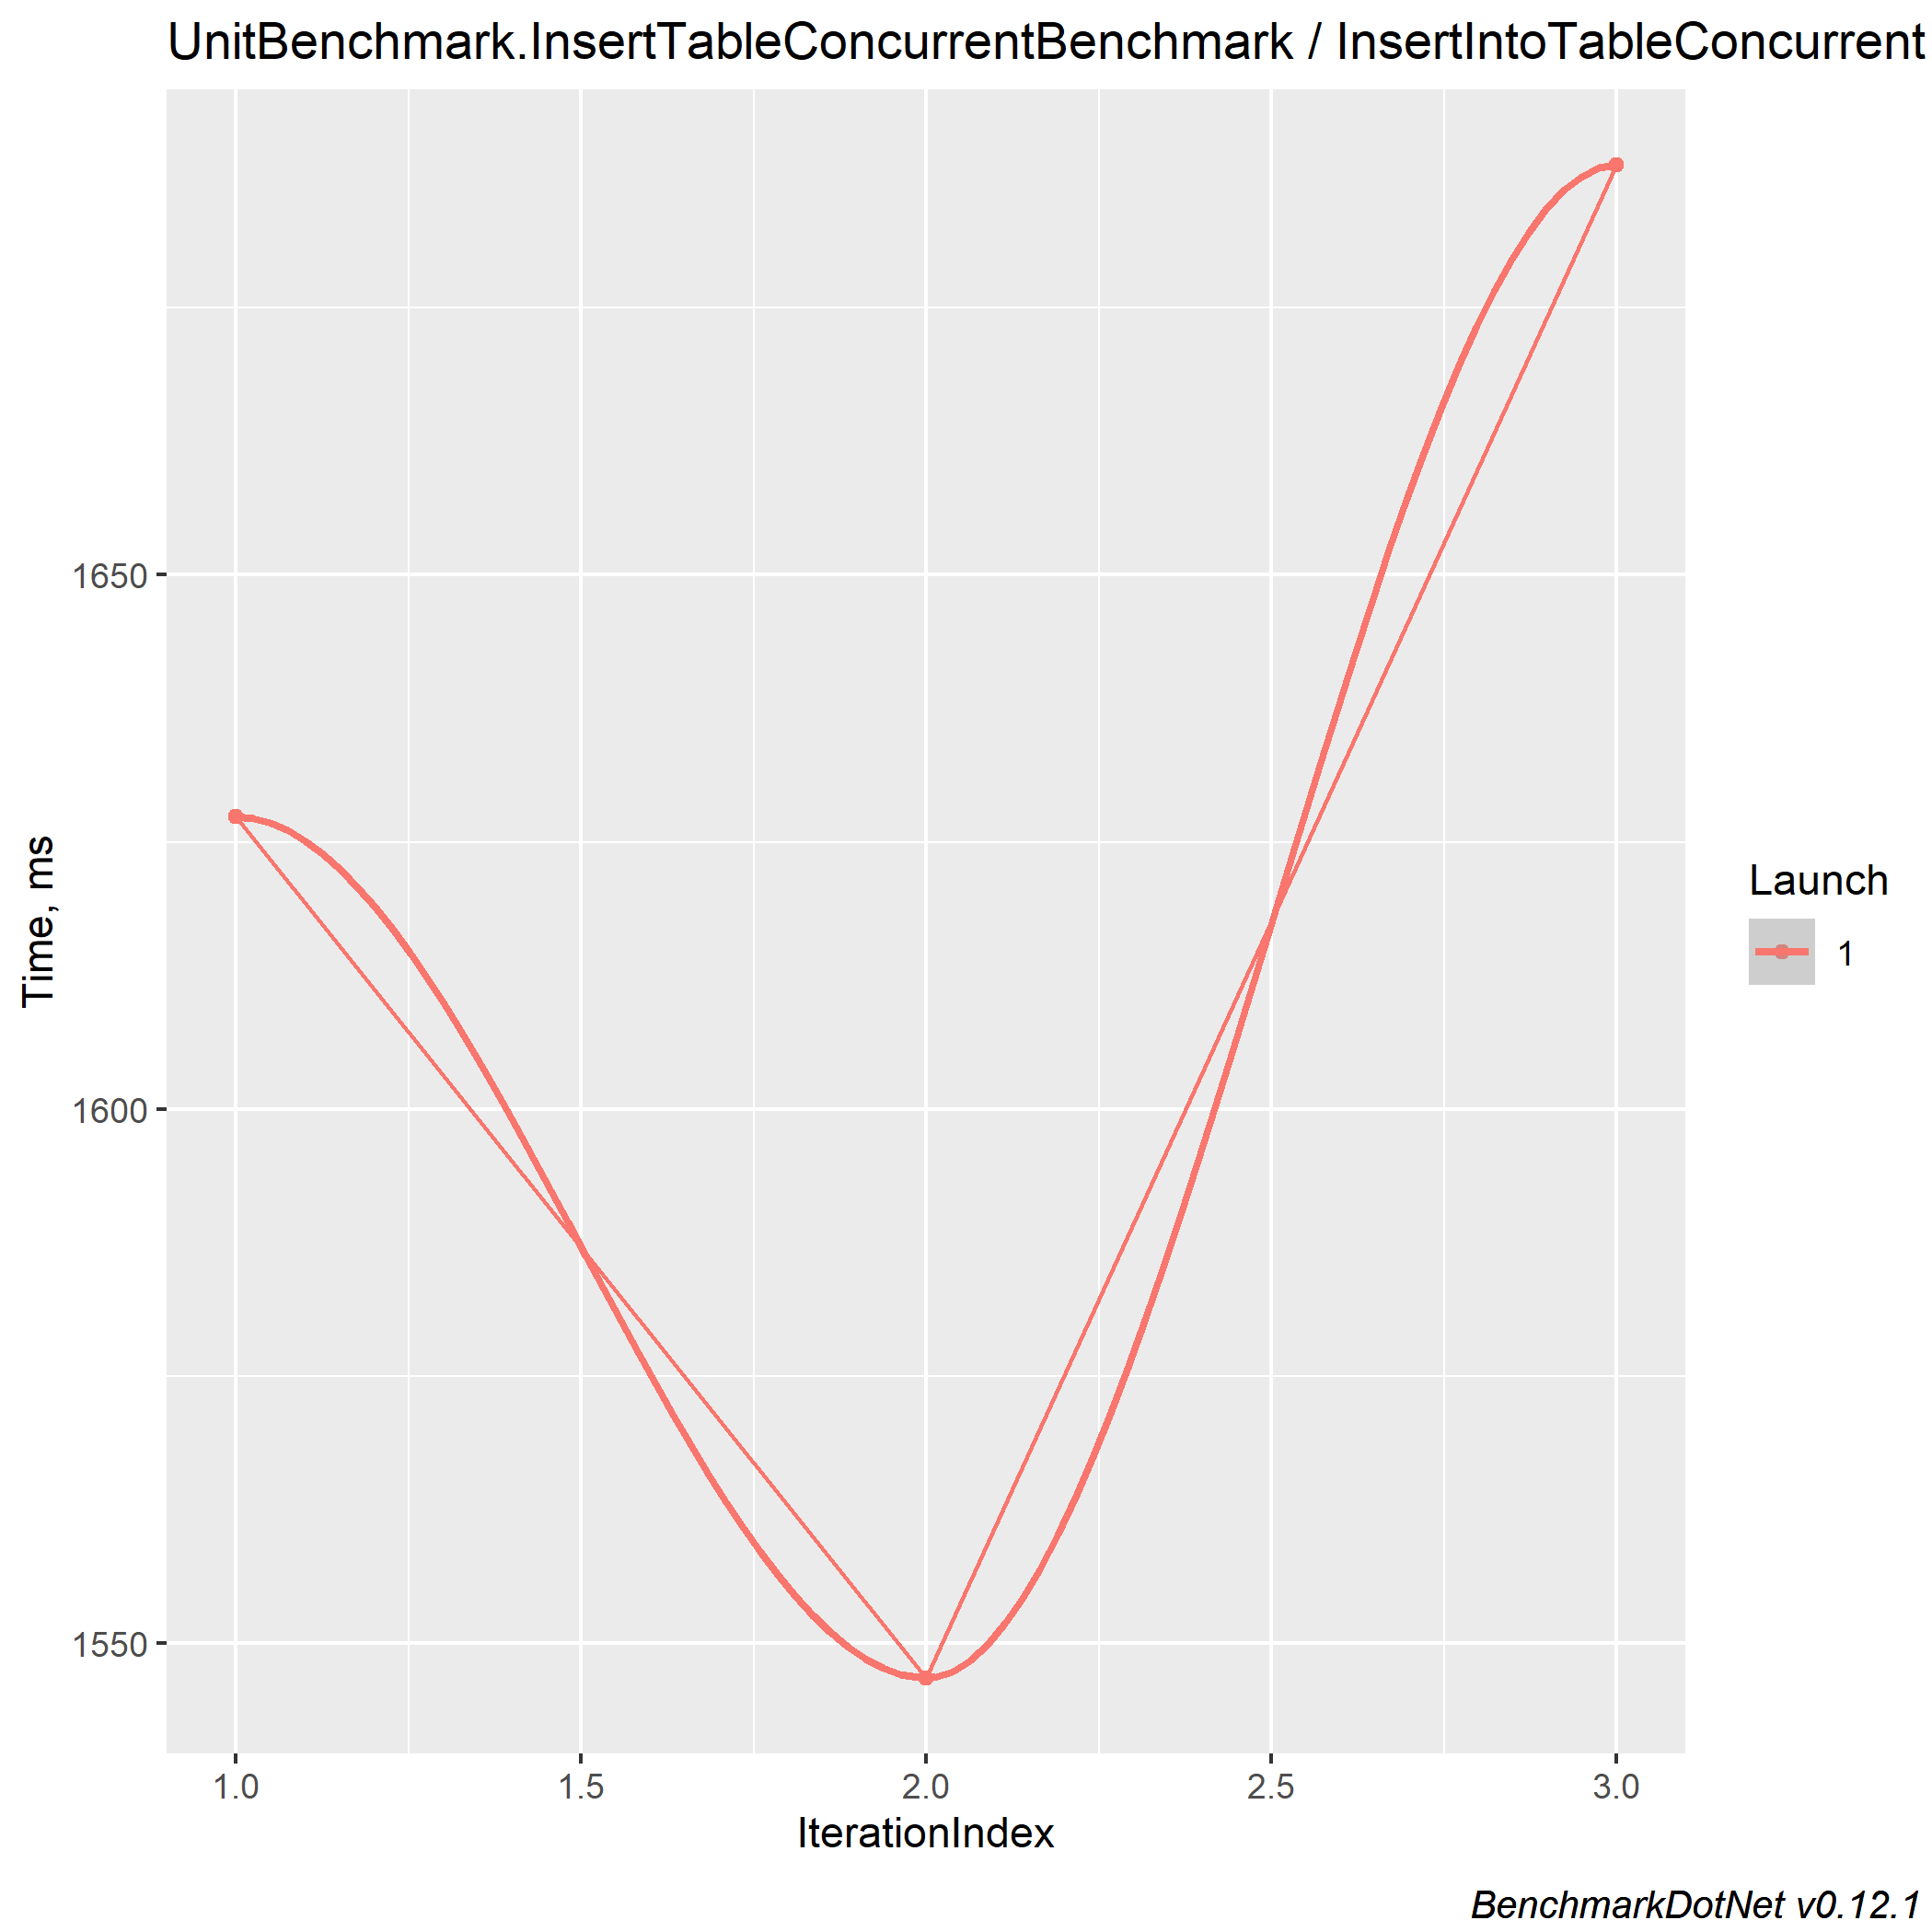 UnitBenchmark.InsertTableConcurrentBenchmark / InsertIntoTableConcurrent
1650
1600
1550
Time, ms
Launch
1
1.0 1.5 2.0 2.5 3.0
IterationIndex
BenchmarkDotNet v0.12.1